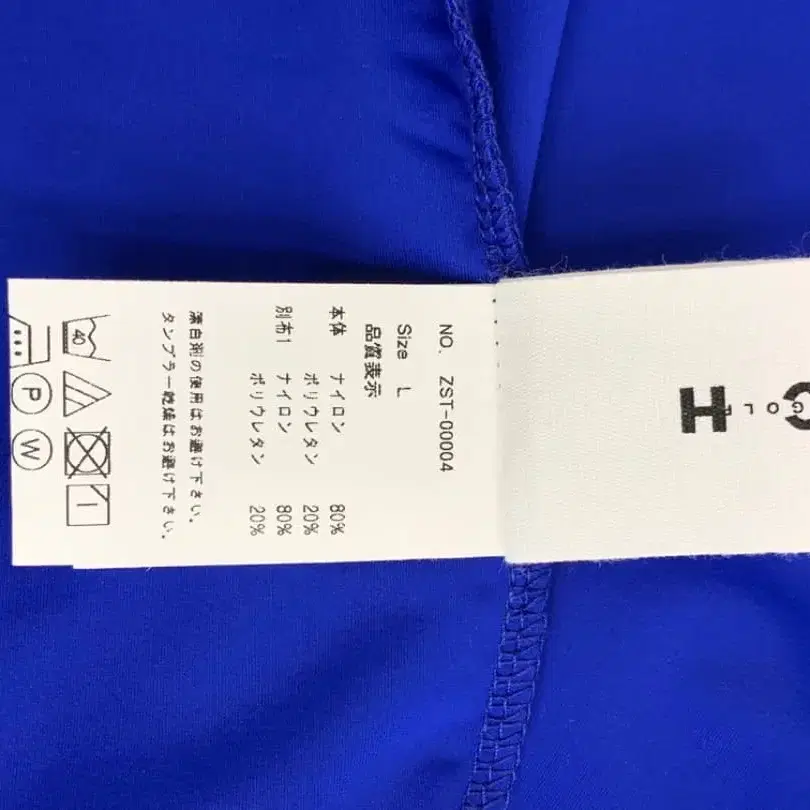 C
GOLF
H
NO. ZST-00004
Size L
品質表示
本体 ナイロン 80%
ポリウレタン 20%
別布1 ナイロン 80%
ポリウレタン 20%
漂白剤の使用はお避け下さい。
タンブラー乾燥はお避け下さい。
40
P
W